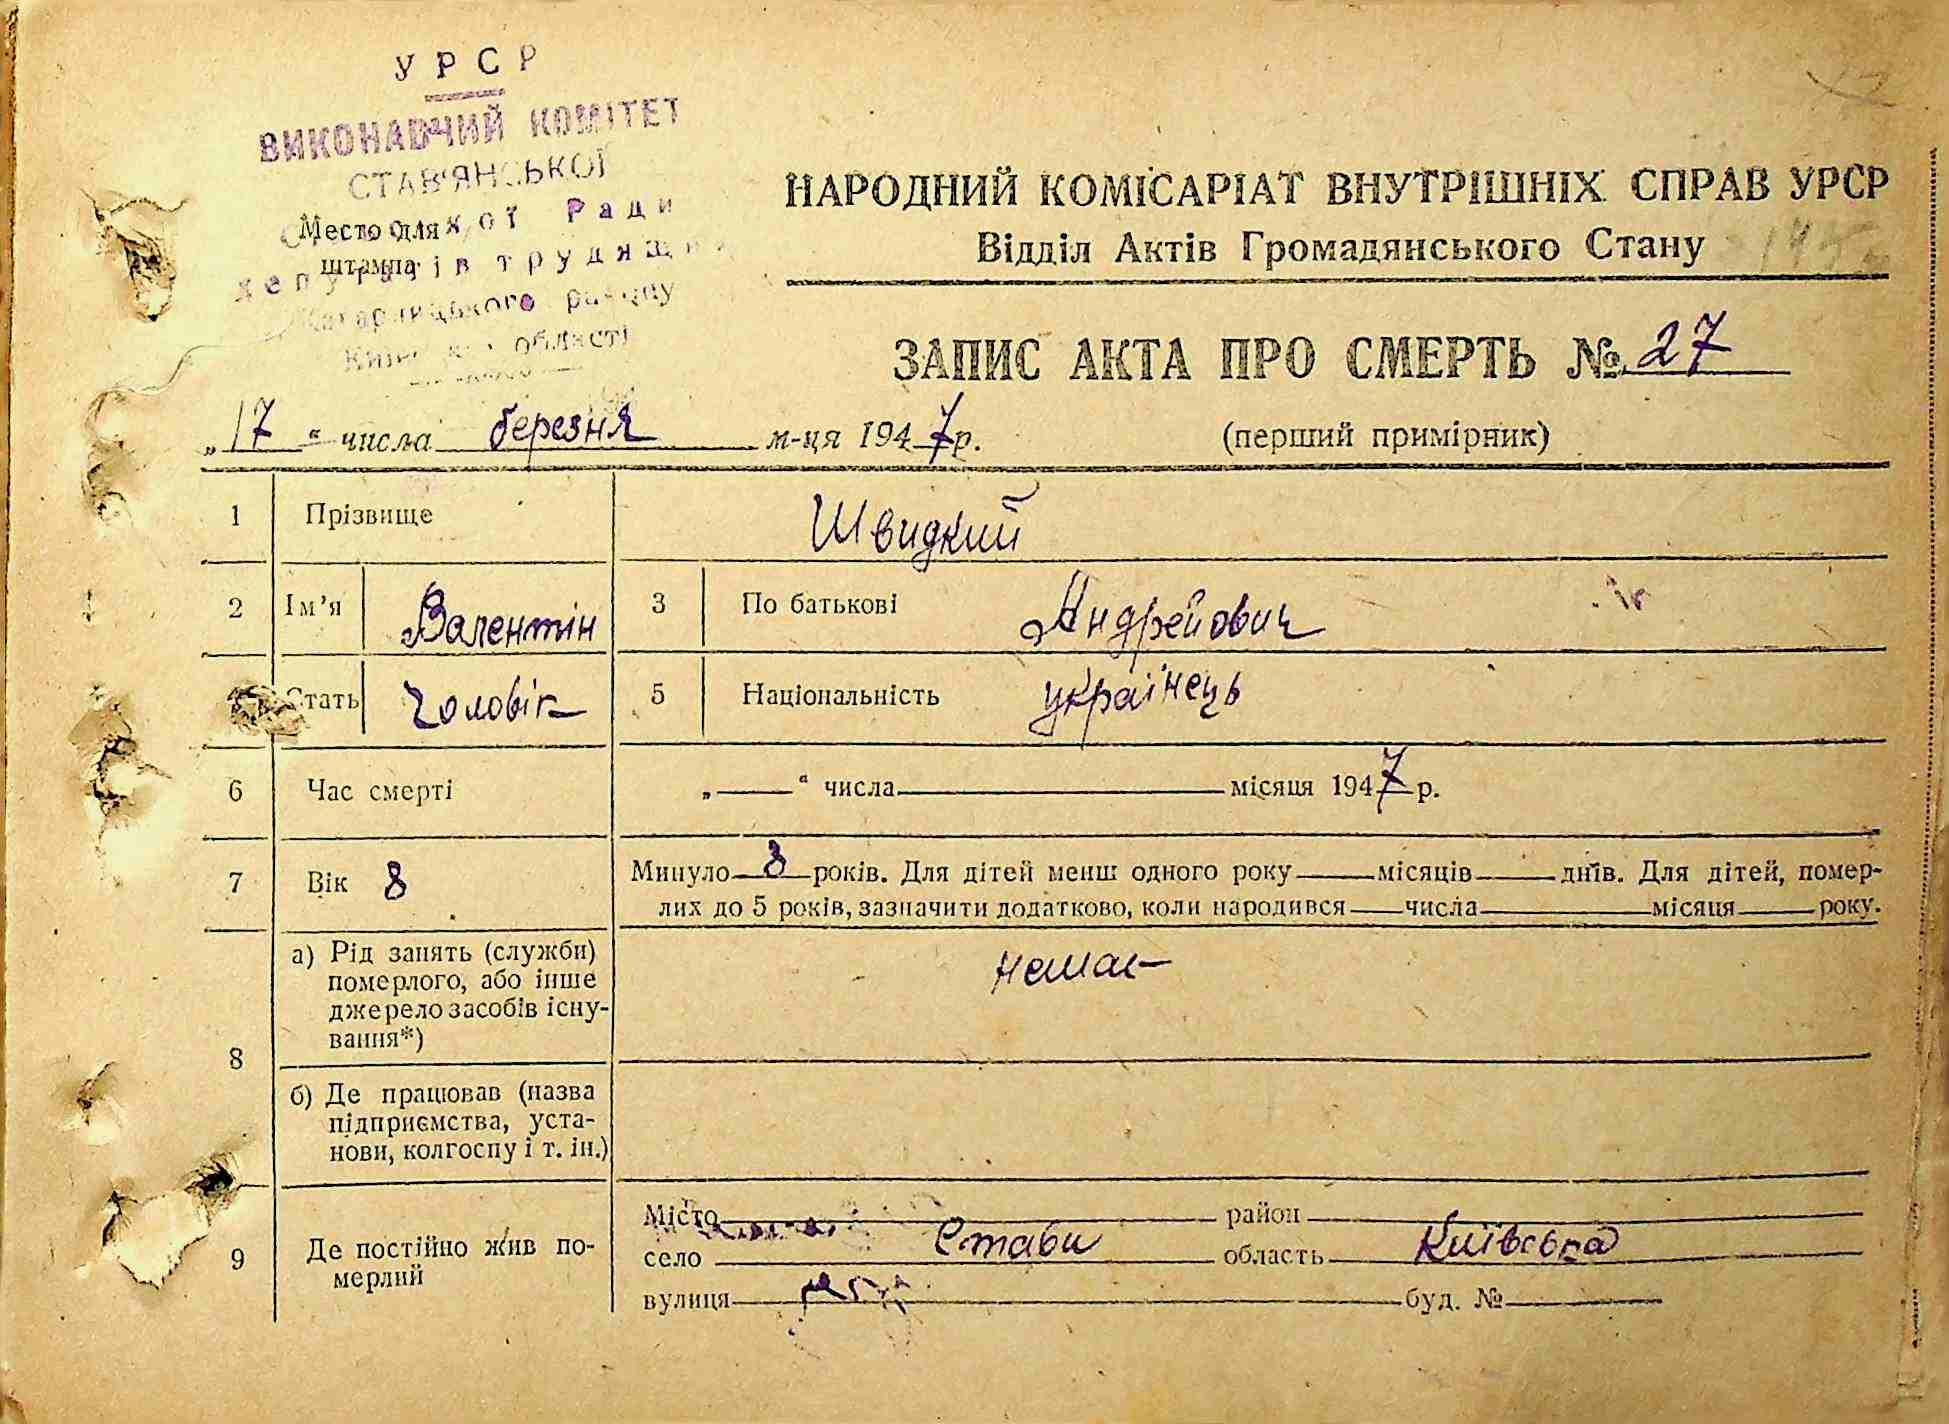 УРСР
ВИКОНАВЧИЙ КОМІТЕТ
СТАВ'ЯНСЬКОЇ
Ради
Место для
штампа
трудящ
Кагарлицького району
області
НАРОДНИЙ КОМІСАРІАТ ВНУТРІШНІХ СПРАВ УРСР
Відділ Актів Громадянського Стану
ЗАПИС АКТА ПРО СМЕРТЬ № 27
„17“ числа березня м-ця 1947 р. (перший примірник)
1 Прізвище Швидкий
2 Ім'я Валентін 3 По батькові Андрейович
Стать чоловік 5 Національність українець
6 Час смерті „—“ числа — місяця 1947 р.
7 Вік 8 Минуло 8 років. Для дітей менш одного року — місяців — днів. Для дітей, помер-
лих до 5 років, зазначити додатково, коли народився — числа — місяця — року.
8 а) Рід занять (служби)
померлого, або інше
джерело засобів існу-
вання*) немає
б) Де працював (назва
підприємства, уста-
нови, колгоспу і т. ін.)
9 Де постійно жив по-
мерлий
Місто район
село Стави область Київська
вулиця буд. №